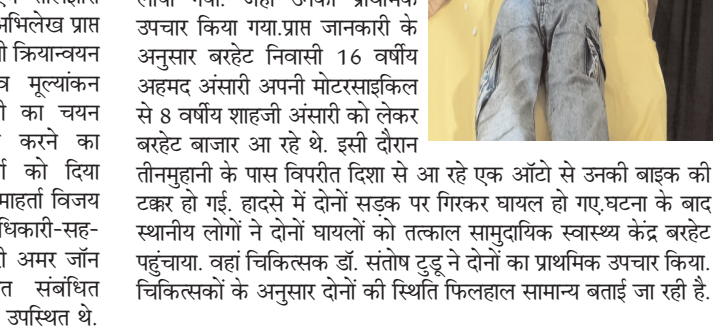 अभिलेख प्राप्त
ी क्रियान्वयन
व मूल्यांकन
ी का चयन
करने का
र्ा को दिया
माहर्ता विजय
धिकारी-सह-
ी अमर जॉन
त संबंधित
उपस्थित थे.
उपचार किया गया.प्राप्त जानकारी के
अनुसार बरहेट निवासी 16 वर्षीय
अहमद अंसारी अपनी मोटरसाइकिल
से 8 वर्षीय शाहजी अंसारी को लेकर
बरहेट बाजार आ रहे थे. इसी दौरान
तीनमुहानी के पास विपरीत दिशा से आ रहे एक ऑटो से उनकी बाइक की
टक्कर हो गई. हादसे में दोनों सड़क पर गिरकर घायल हो गए.घटना के बाद
स्थानीय लोगों ने दोनों घायलों को तत्काल सामुदायिक स्वास्थ्य केंद्र बरहेट
पहुंचाया. वहां चिकित्सक डॉ. संतोष टुडू ने दोनों का प्राथमिक उपचार किया.
चिकित्सकों के अनुसार दोनों की स्थिति फिलहाल सामान्य बताई जा रही है.